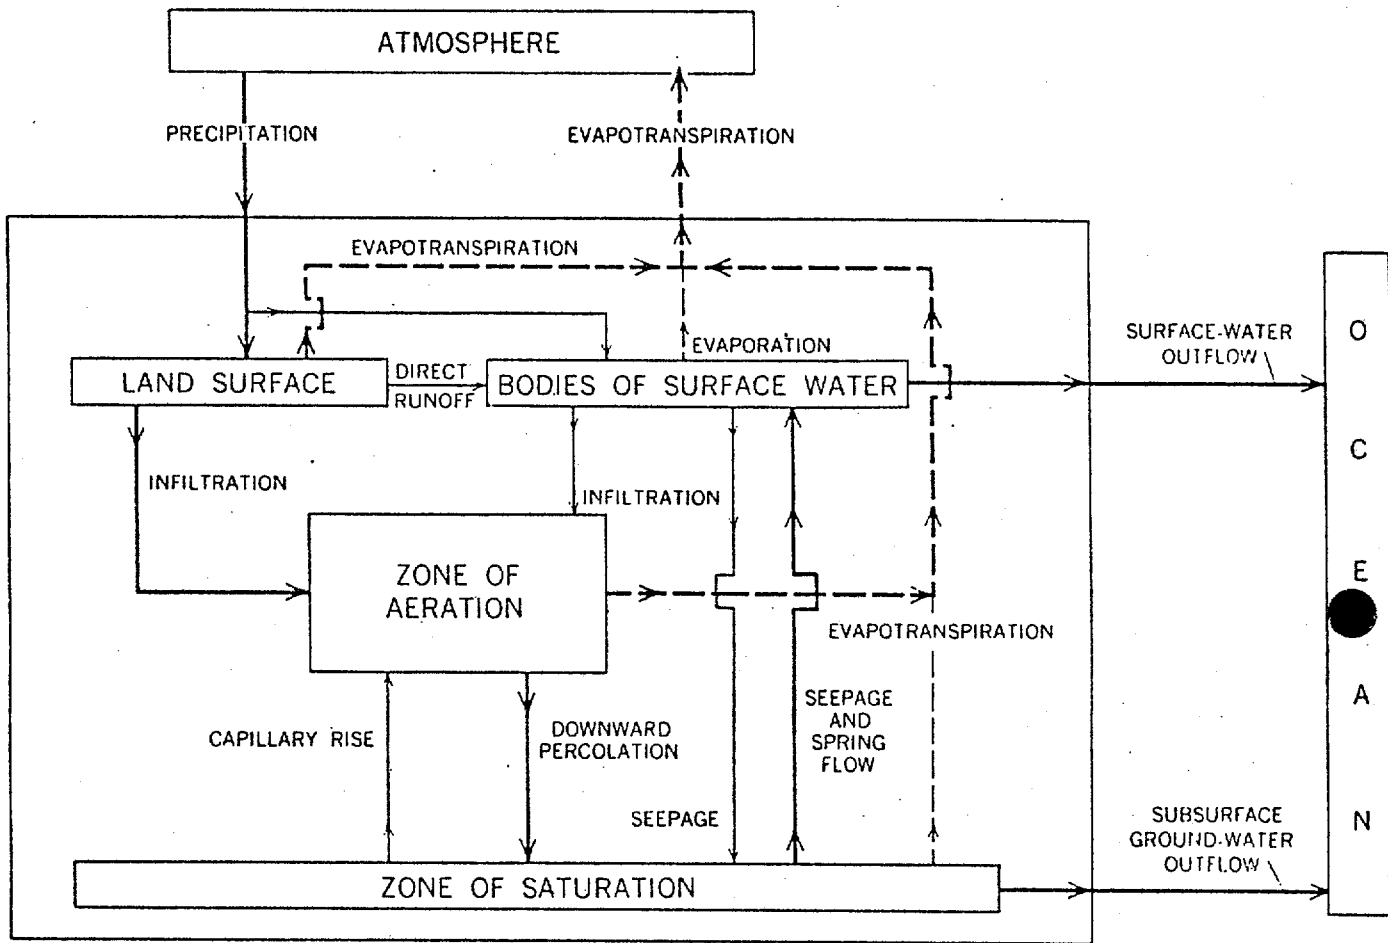 ATMOSPHERE
PRECIPITATION
EVAPOTRANSPIRATION
EVAPOTRANSPIRATION
SURFACE-WATER
OUTFLOW
EVAPORATION
LAND SURFACE
DIRECT
RUNOFF
BODIES OF SURFACE WATER
INFILTRATION
INFILTRATION
ZONE OF
AERATION
EVAPOTRANSPIRATION
CAPILLARY RISE
DOWNWARD
PERCOLATION
SEEPAGE
AND
SPRING
FLOW
SEEPAGE
SUBSURFACE
GROUND-WATER
OUTFLOW
ZONE OF SATURATION
O
C
E
A
N